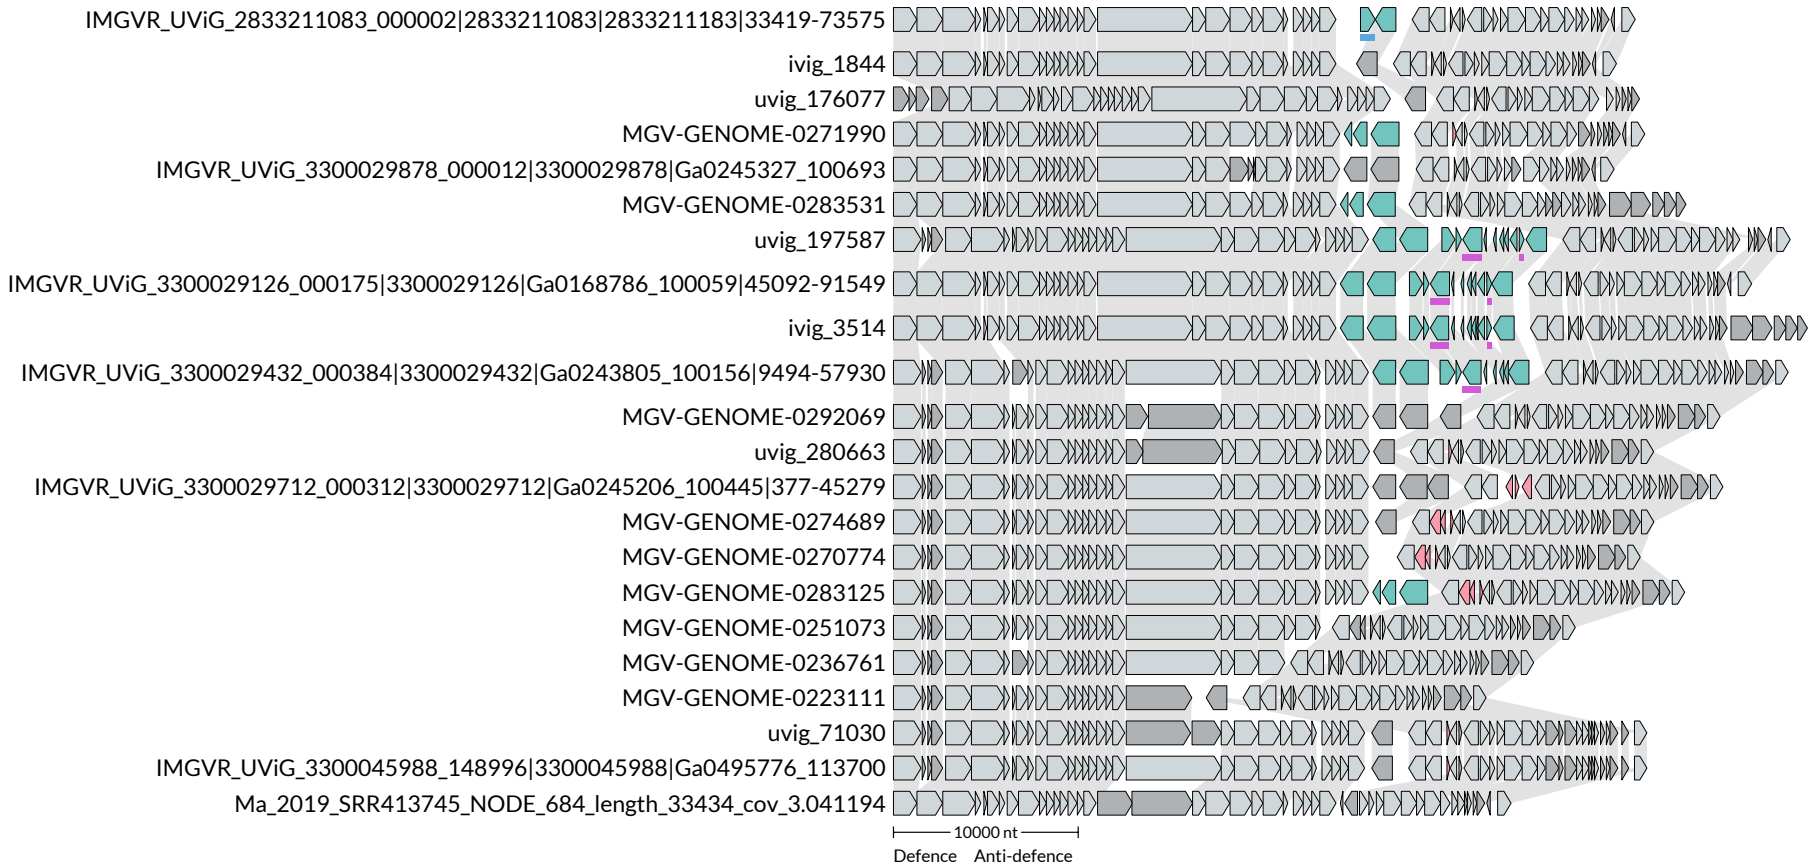 IMGVR_UViG_2833211083_000002|2833211083|2833211183|33419-73575
ivig_1844
uvig_176077
MGV-GENOME-0271990
IMGVR_UViG_3300029878_000012|3300029878|Ga0245327_100693
MGV-GENOME-0283531
uvig_197587
IMGVR_UViG_3300029126_000175|3300029126|Ga0168786_100059|45092-91549
ivig_3514
IMGVR_UViG_3300029432_000384|3300029432|Ga0243805_100156|9494-57930
MGV-GENOME-0292069
uvig_280663
IMGVR_UViG_3300029712_000312|3300029712|Ga0245206_100445|377-45279
MGV-GENOME-0274689
MGV-GENOME-0270774
MGV-GENOME-0283125
MGV-GENOME-0251073
MGV-GENOME-0236761
MGV-GENOME-0223111
uvig_71030
IMGVR_UViG_3300045988_148996|3300045988|Ga0495776_113700
Ma_2019_SRR413745_NODE_684_length_33434_cov_3.041194
10000 nt
Defence Anti-defence